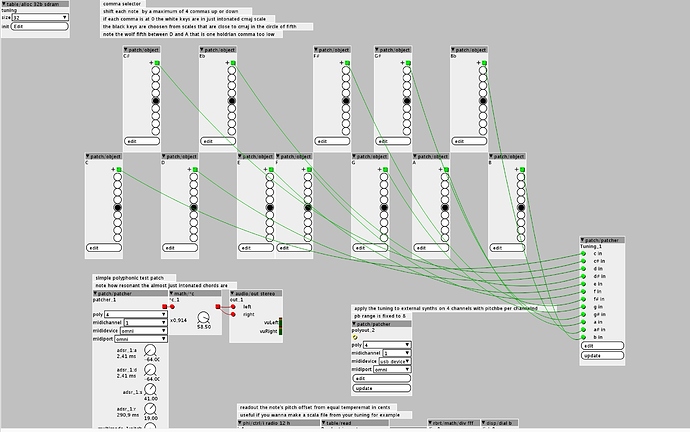 table/alloc 32b sdram
tuning
size 32
init Edit
comma selector
shift each note by a maximum of 4 commas up or down
if each comma is at 0 the white keys are in just intonated cmaj scale
the black keys are choosen from scales that are close to cmaj in the circle of fifth
note the wolf fifth between D and A that is one holdrian comma too low
patch/object patch/object patch/object patch/object patch/object
C# Eb F# G# Bb
+ + + + +
edit edit edit edit edit
patch/object patch/object patch/object patch/object patch/object patch/object patch/object
C D E F G A B
+ + + + + + +
edit edit edit edit edit edit edit
patch/patcher
Tuning_1
c in
c# in
d in
d# in
e in
f in
f# in
g in
g# in
a in
a# in
b in
edit
update
simple polyphonic test patch
note how resonant the almost just intonated chords are
patch/patcher
patcher_1
poly 4
midichannel 1
mididevice omni
midiport omni
adsr_1:a
2.41 ms
-64.00
adsr_1:d
2.41 ms
-64.00
adsr_1:s
41.00
adsr_1:r
290.9 ms
19.00
math/*c
*c_1
x0.914
58.50
audio/out stereo
out_1
left
right
vuLeft
vuRight
apply the tuning to external synths on 4 channels with pitchbe per channel
pb range is fixed to 8
patch/patcher
polyout_2
poly 4
midichannel 1
mididevice usb device
midiport omni
edit
update
readout the note's pitch offset from equal temperemat in cents
useful if you wanna make a scala file from your tuning for example
phi/ctrl/i radio 12 h table/read rbrt/math/div fff disp/dial b